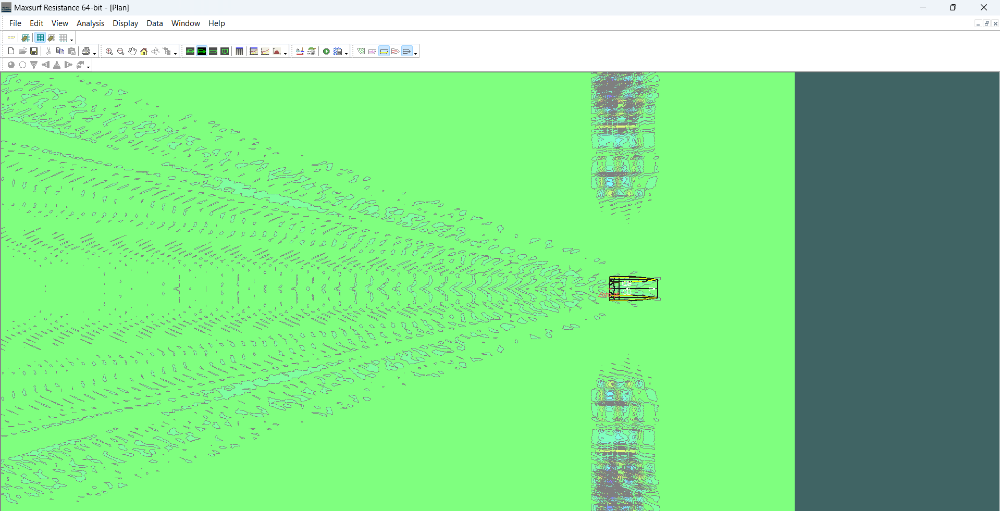 Maxsurf Resistance 64-bit - [Plan]
File Edit View Analysis Display Data Window Help